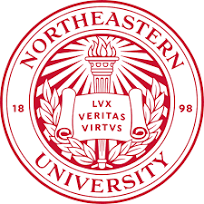 NORTHEASTERN
18 98
LVX
VERITAS
VIRTVS
UNIVERSITY